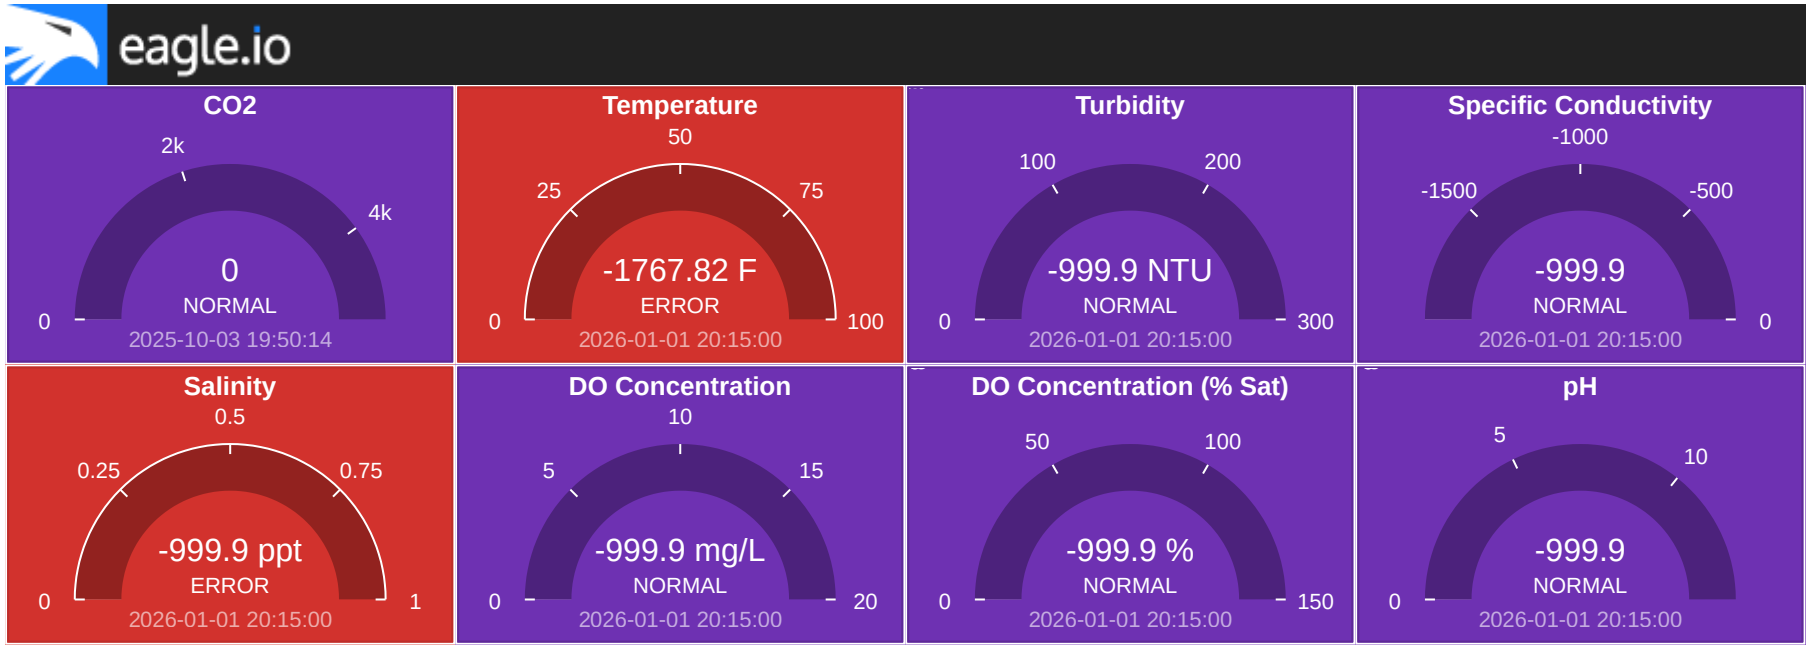 eagle.io
CO2
2k
4k
0
0
NORMAL
2025-10-03 19:50:14
Temperature
50
25
75
-1767.82 F
ERROR
0
100
2026-01-01 20:15:00
Turbidity
100
200
-999.9 NTU
NORMAL
0
300
2026-01-01 20:15:00
Specific Conductivity
-1000
-1500
-500
-999.9
NORMAL
0
2026-01-01 20:15:00
Salinity
0.5
0.25
0.75
-999.9 ppt
ERROR
0
1
2026-01-01 20:15:00
DO Concentration
10
5
15
-999.9 mg/L
NORMAL
0
20
2026-01-01 20:15:00
DO Concentration (% Sat)
50
100
-999.9 %
NORMAL
0
150
2026-01-01 20:15:00
pH
5
10
-999.9
NORMAL
0
2026-01-01 20:15:00